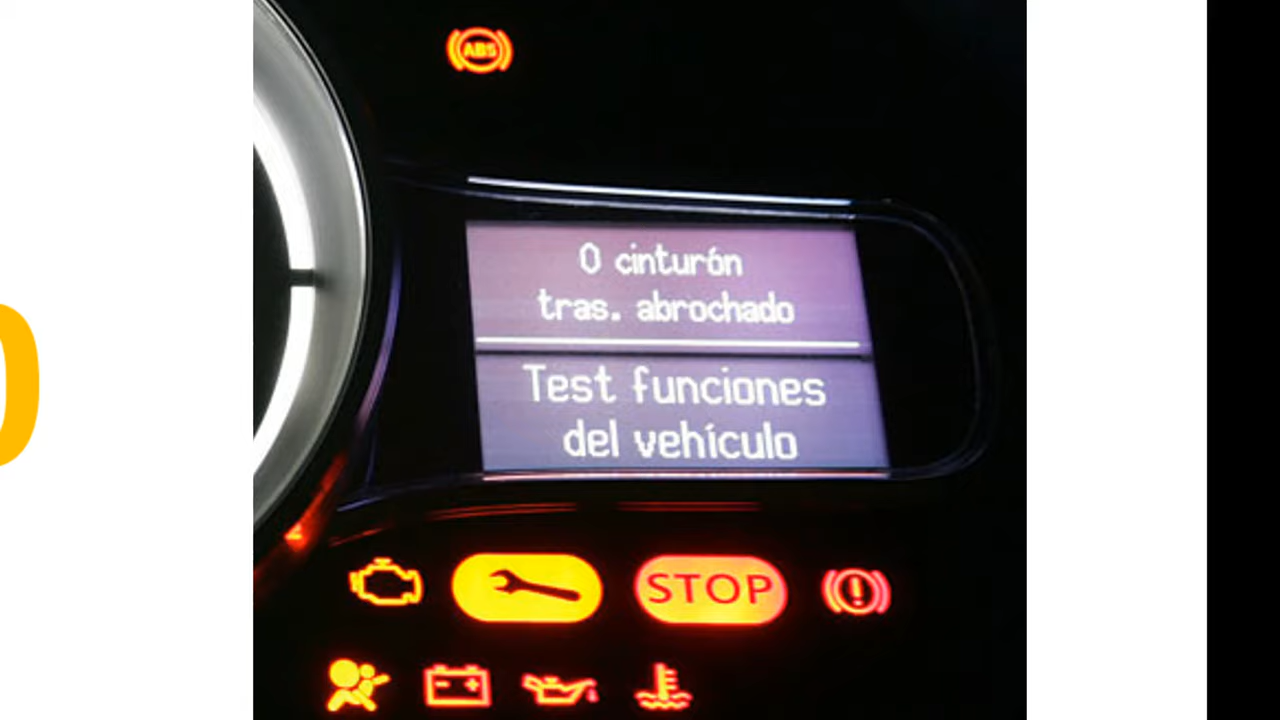 ABS
0 cinturón
tras. abrochado
Test funciones
del vehículo
STOP